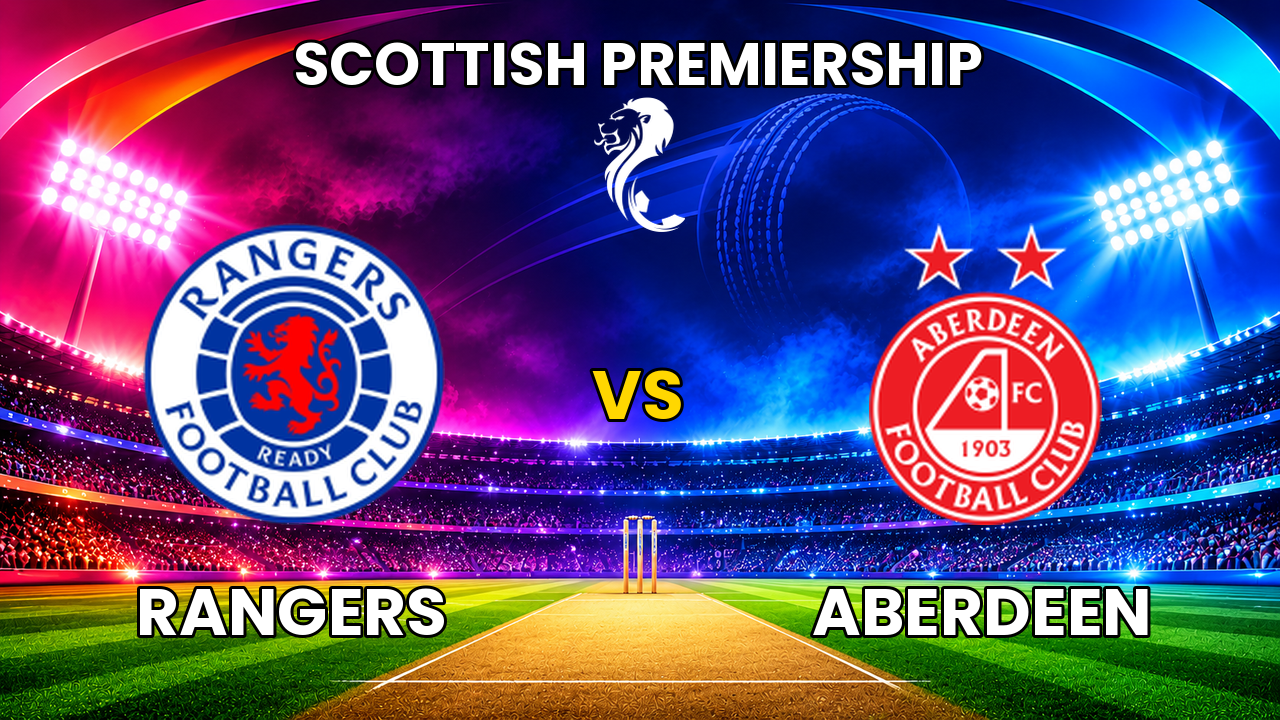 SCOTTISH PREMIERSHIP
RANGERS
FOOTBALL CLUB
READY
ABERDEEN
FC
1903
FOOTBALL CLUB
VS
RANGERS
ABERDEEN